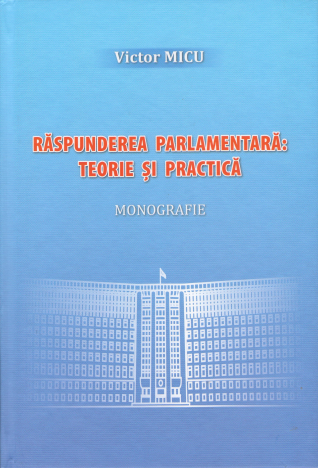 Victor MICU
RĂSPUNDEREA PARLAMENTARĂ:
TEORIE ȘI PRACTICĂ
MONOGRAFIE